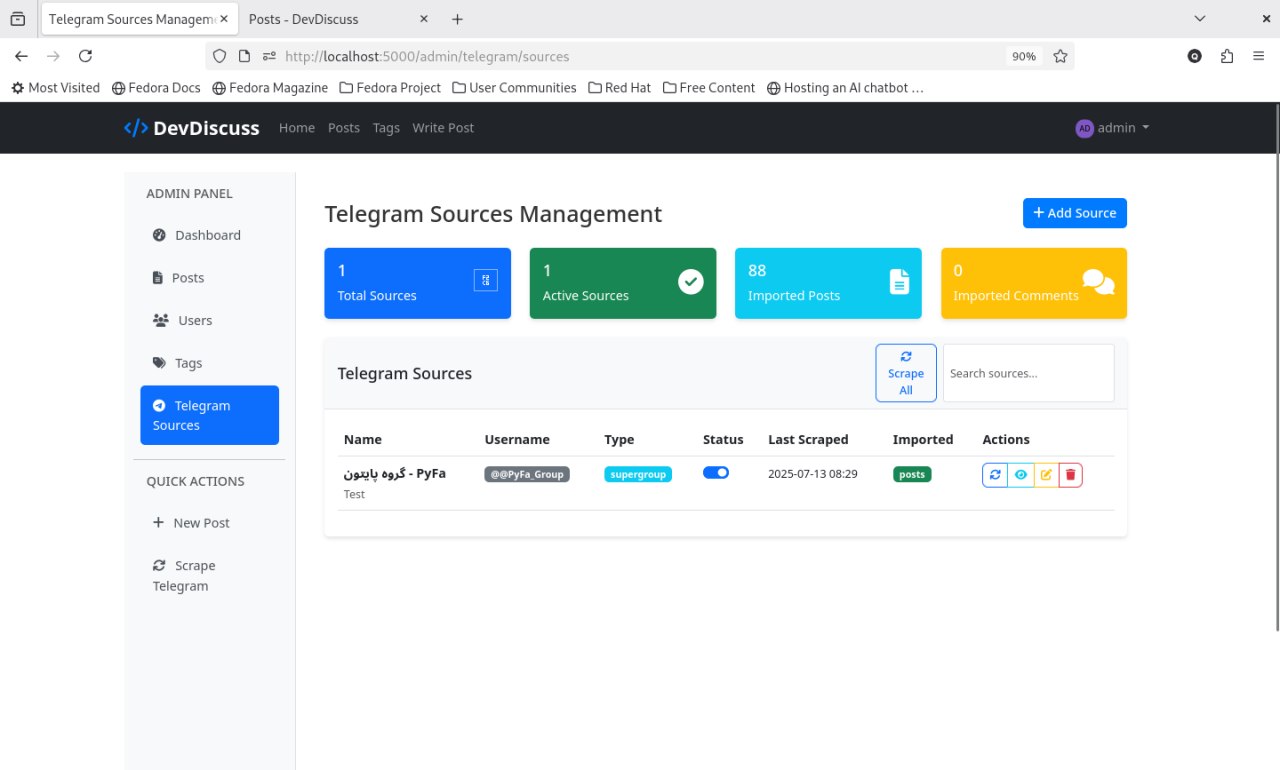 Telegram Sources Managem
Posts - DevDiscuss
http://localhost:5000/admin/telegram/sources
90%
Most Visited
Fedora Docs
Fedora Magazine
Fedora Project
User Communities
Red Hat
Free Content
Hosting an AI chatbot …
</> DevDiscuss
Home
Posts
Tags
Write Post
AD
admin
ADMIN PANEL
Dashboard
Posts
Users
Tags
Telegram
Sources
QUICK ACTIONS
New Post
Scrape
Telegram
Telegram Sources Management
+ Add Source
1
Total Sources
1
Active Sources
88
Imported Posts
0
Imported Comments
Telegram Sources
Scrape
All
Search sources...
Name Username Type Status Last Scraped Imported Actions
گروه پایتون - PyFa @@PyFa_Group supergroup 2025-07-13 08:29 posts
Test